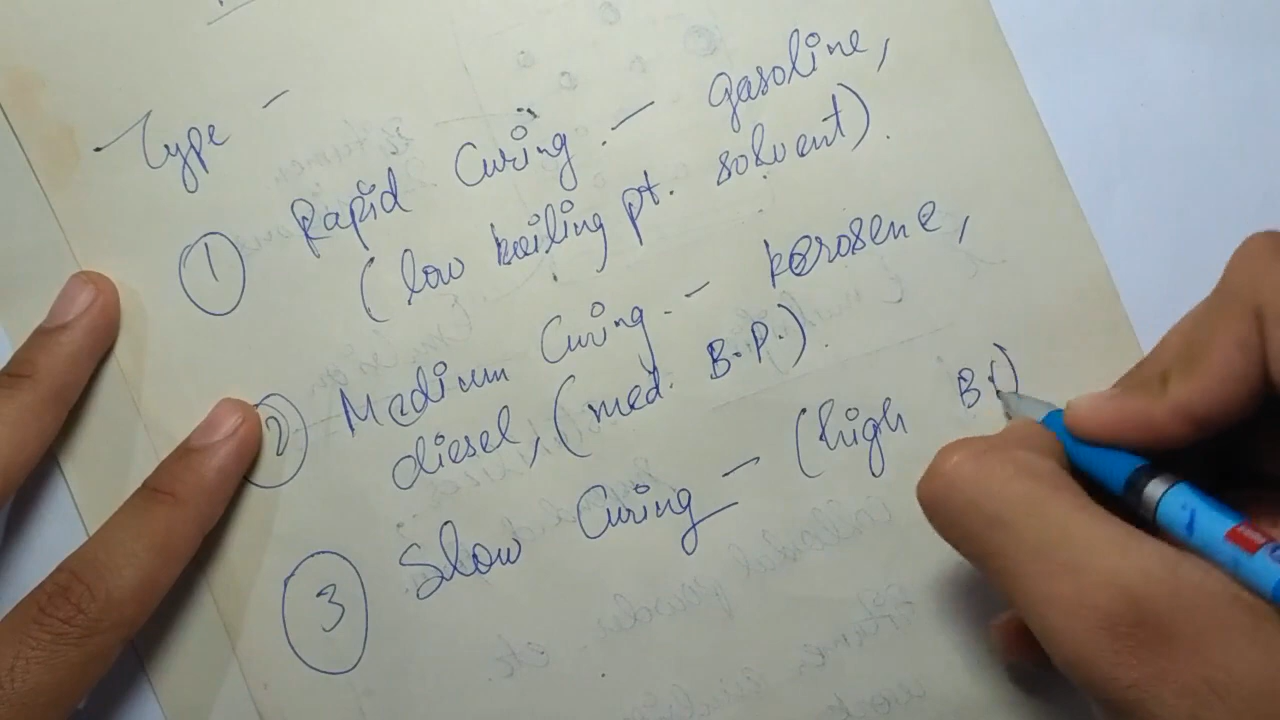 Type -
① Rapid Curing. - gasoline,
(low boiling pt. solvent).
② Medium Curing. - kerosene,
diesel, (med. B.P.).
③ Slow Curing - (high B.